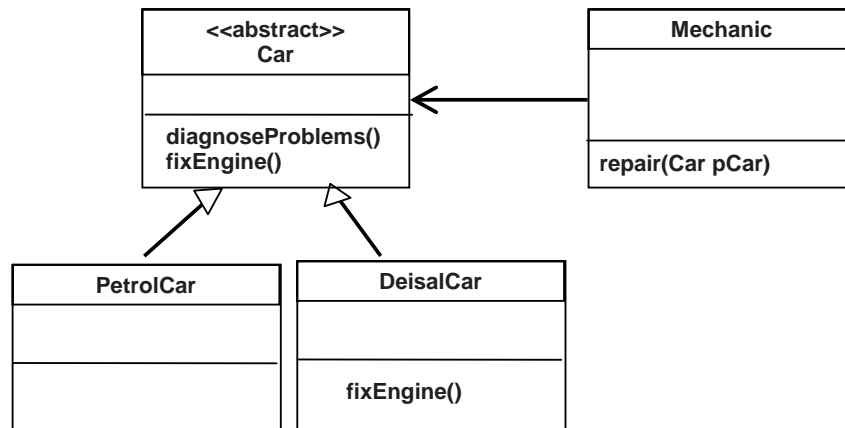 <<abstract>>
Car
diagnoseProblems()
fixEngine()
Mechanic
repair(Car pCar)
PetrolCar
DeisalCar
fixEngine()